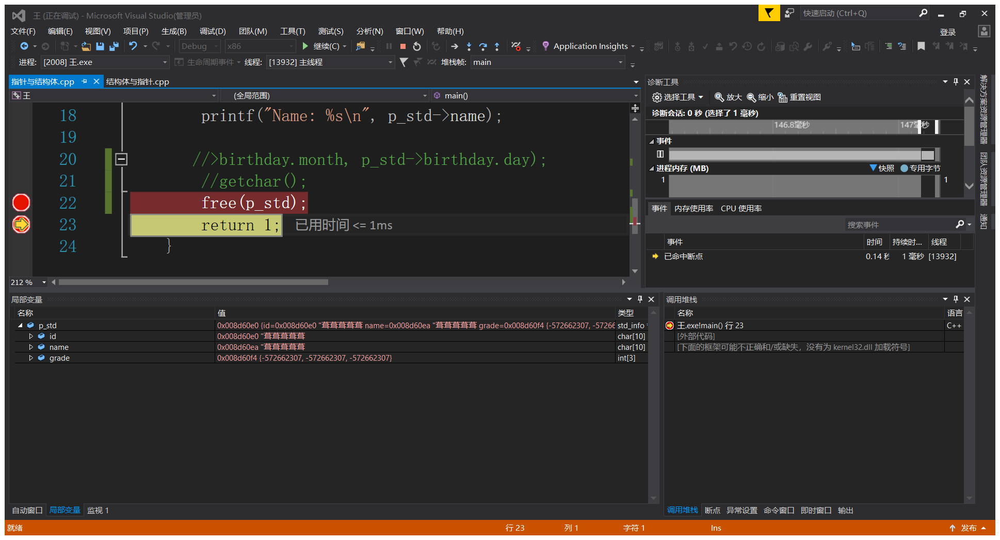 王 (正在调试) - Microsoft Visual Studio(管理员)
快速启动 (Ctrl+Q)
文件(F) 编辑(E) 视图(V) 项目(P) 生成(B) 调试(D) 团队(M) 工具(T) 测试(S) 分析(N) 窗口(W) 帮助(H)
登录
Debug x86 继续(C) Application Insights
进程: [2008] 王.exe 生命周期事件 线程: [13932] 主线程 堆栈帧: main
指针与结构体.cpp 结构体与指针.cpp
王 (全局范围) main()
18 printf("Name: %s\n", p_std->name);
19
20 //>birthday.month, p_std->birthday.day);
21 //getchar();
22 free(p_std);
23 return 1; 已用时间 <= 1ms
24 }
212 %
诊断工具
选择工具 放大 缩小 重置视图
诊断会话: 0 秒 (选择了 1 毫秒)
146.8毫秒 147毫秒
事件
进程内存 (MB) 快照 专用字节
1 1
事件 内存使用率 CPU 使用率
搜索事件
事件 时间 持续时... 线程
已命中断点 0.14 秒 1 毫秒 [13932]
解决方案资源管理器
团队资源管理器
通知
局部变量
名称 值 类型
p_std 0x008d60e0 {id=0x008d60e0 "葺葺葺葺葺 name=0x008d60ea "葺葺葺葺葺 grade=0x008d60f4 {-572662307, -57266 std_info *
id 0x008d60e0 "葺葺葺葺葺 char[10]
name 0x008d60ea "葺葺葺葺葺 char[10]
grade 0x008d60f4 {-572662307, -572662307, -572662307} int[3]
自动窗口 局部变量 监视 1
调用堆栈
名称 语言
王.exe!main() 行 23 C++
[外部代码]
[下面的框架可能不正确和/或缺失，没有为 kernel32.dll 加载符号]
调用堆栈 断点 异常设置 命令窗口 即时窗口 输出
就绪 行 23 列 1 字符 1 Ins 发布